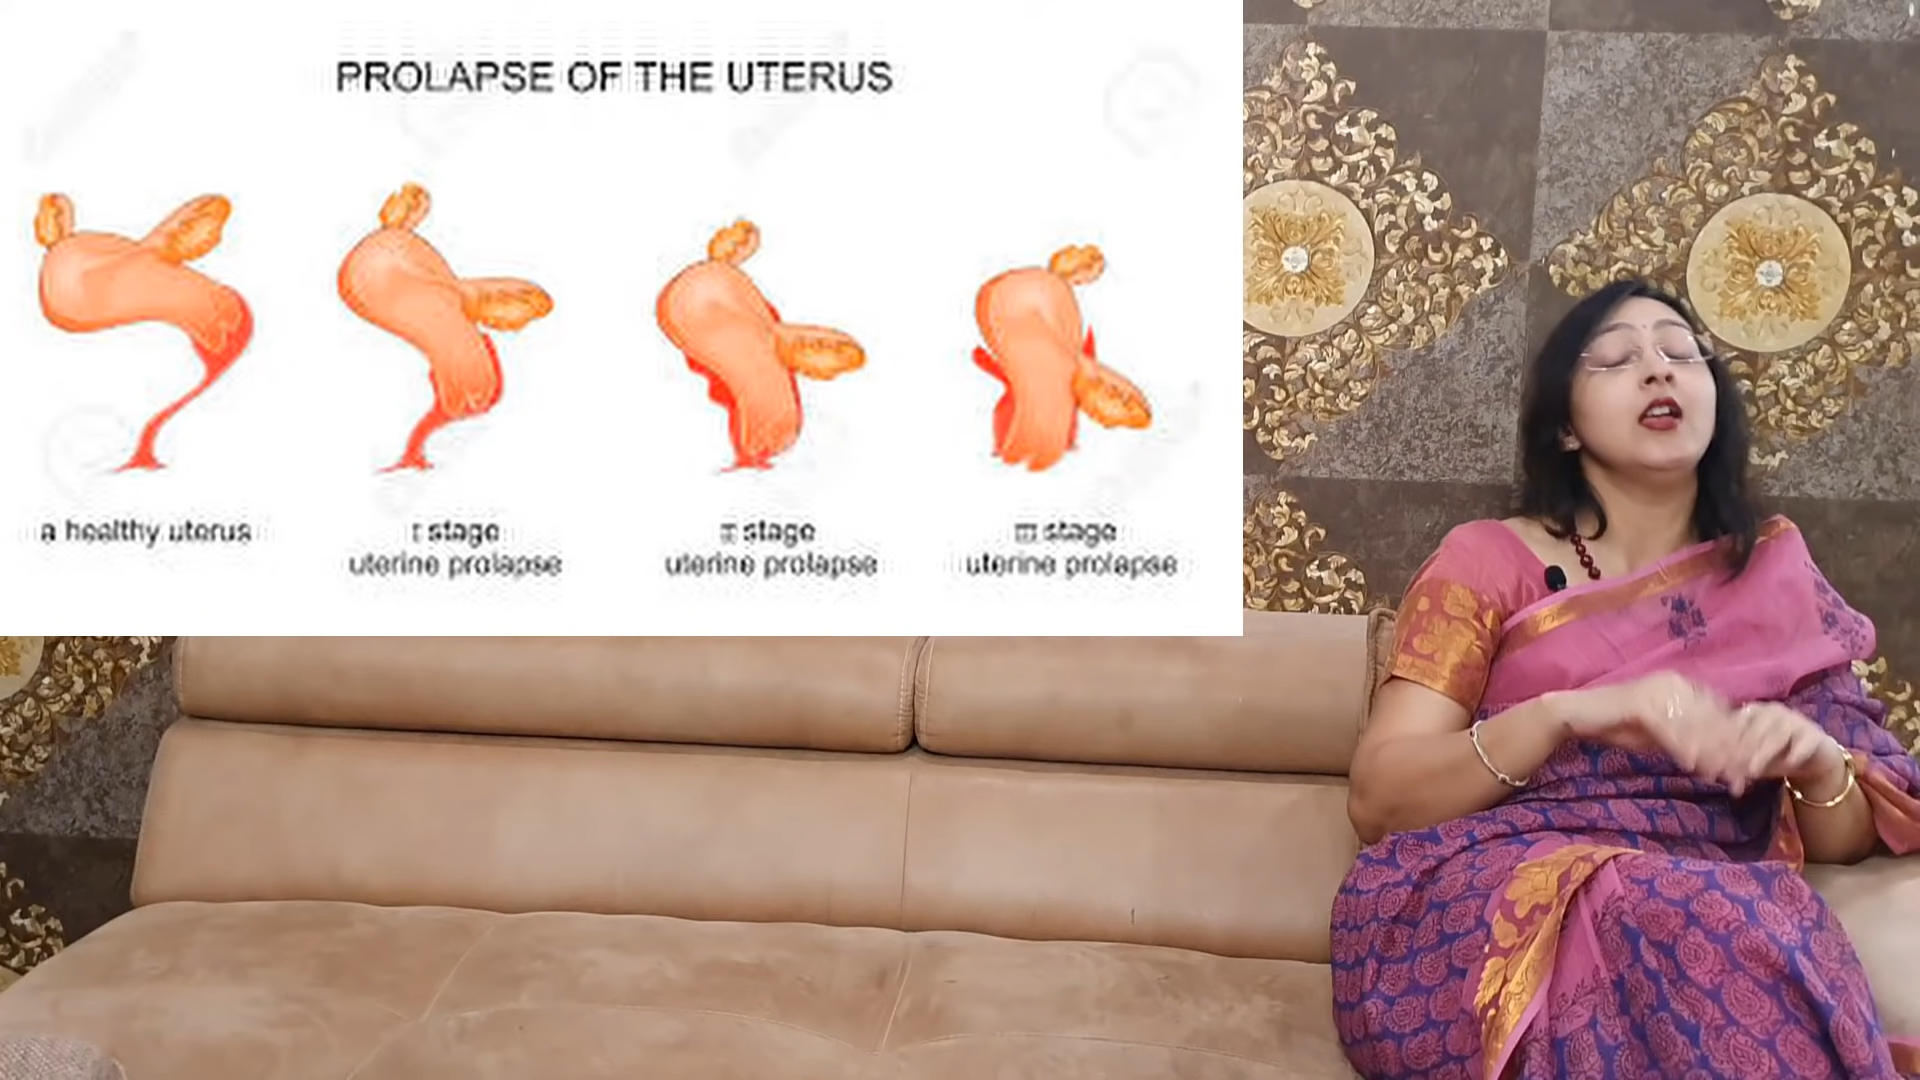 PROLAPSE OF THE UTERUS
a healthy uterus
I stage
uterine prolapse
II stage
uterine prolapse
III stage
uterine prolapse